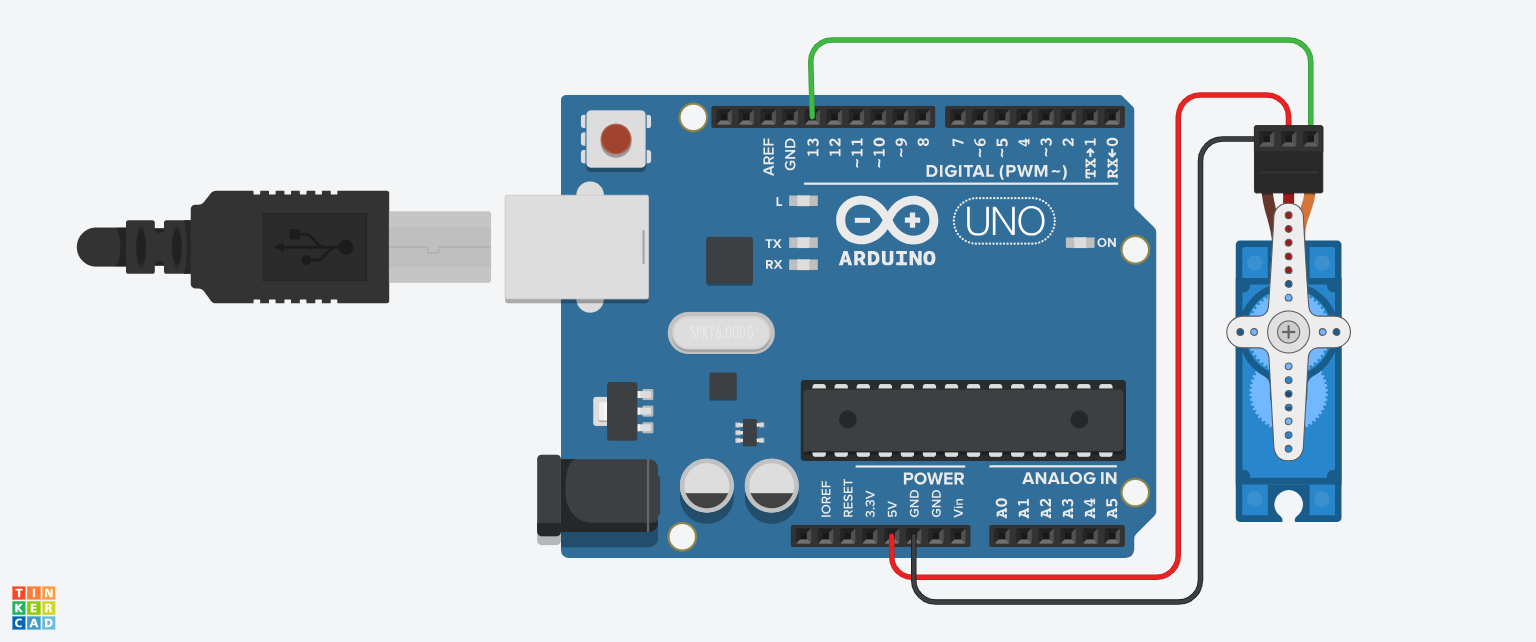 AREF
GND
13
12
~11
~10
~9
8
7
~6
~5
4
~3
2
TX→1
RX←0
DIGITAL (PWM~)
L
TX
RX
UNO
ON
ARDUINO
SPK16.000G
POWER
ANALOG IN
IOREF
RESET
3.3V
5V
GND
GND
Vin
A0
A1
A2
A3
A4
A5
TIN
KER
CAD